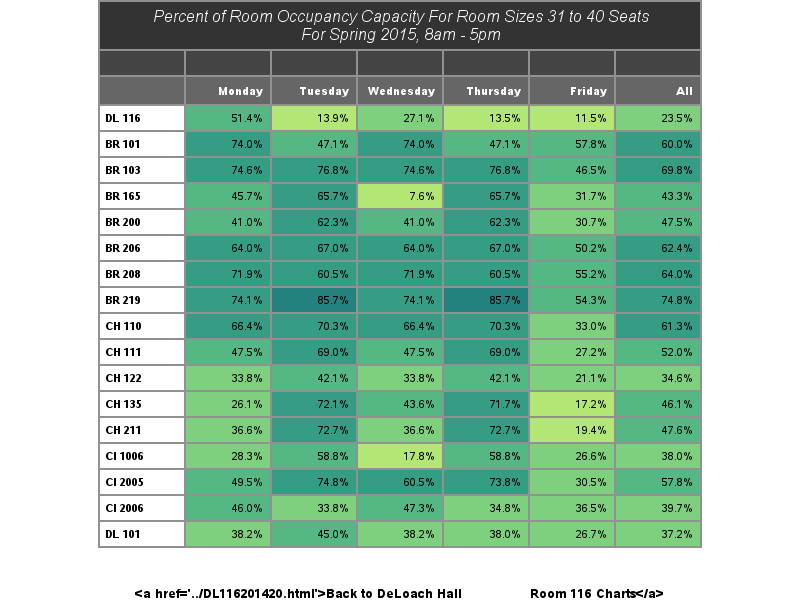 Percent of Room Occupancy Capacity For Room Sizes 31 to 40 Seats
For Spring 2015, 8am - 5pm
Monday Tuesday Wednesday Thursday Friday All
DL 116 51.4% 13.9% 27.1% 13.5% 11.5% 23.5%
BR 101 74.0% 47.1% 74.0% 47.1% 57.8% 60.0%
BR 103 74.6% 76.8% 74.6% 76.8% 46.5% 69.8%
BR 165 45.7% 65.7% 7.6% 65.7% 31.7% 43.3%
BR 200 41.0% 62.3% 41.0% 62.3% 30.7% 47.5%
BR 206 64.0% 67.0% 64.0% 67.0% 50.2% 62.4%
BR 208 71.9% 60.5% 71.9% 60.5% 55.2% 64.0%
BR 219 74.1% 85.7% 74.1% 85.7% 54.3% 74.8%
CH 110 66.4% 70.3% 66.4% 70.3% 33.0% 61.3%
CH 111 47.5% 69.0% 47.5% 69.0% 27.2% 52.0%
CH 122 33.8% 42.1% 33.8% 42.1% 21.1% 34.6%
CH 135 26.1% 72.1% 43.6% 71.7% 17.2% 46.1%
CH 211 36.6% 72.7% 36.6% 72.7% 19.4% 47.6%
CI 1006 28.3% 58.8% 17.8% 58.8% 26.6% 38.0%
CI 2005 49.5% 74.8% 60.5% 73.8% 30.5% 57.8%
CI 2006 46.0% 33.8% 47.3% 34.8% 36.5% 39.7%
DL 101 38.2% 45.0% 38.2% 38.0% 26.7% 37.2%
<a href='../DL116201420.html'>Back to DeLoach Hall Room 116 Charts</a>